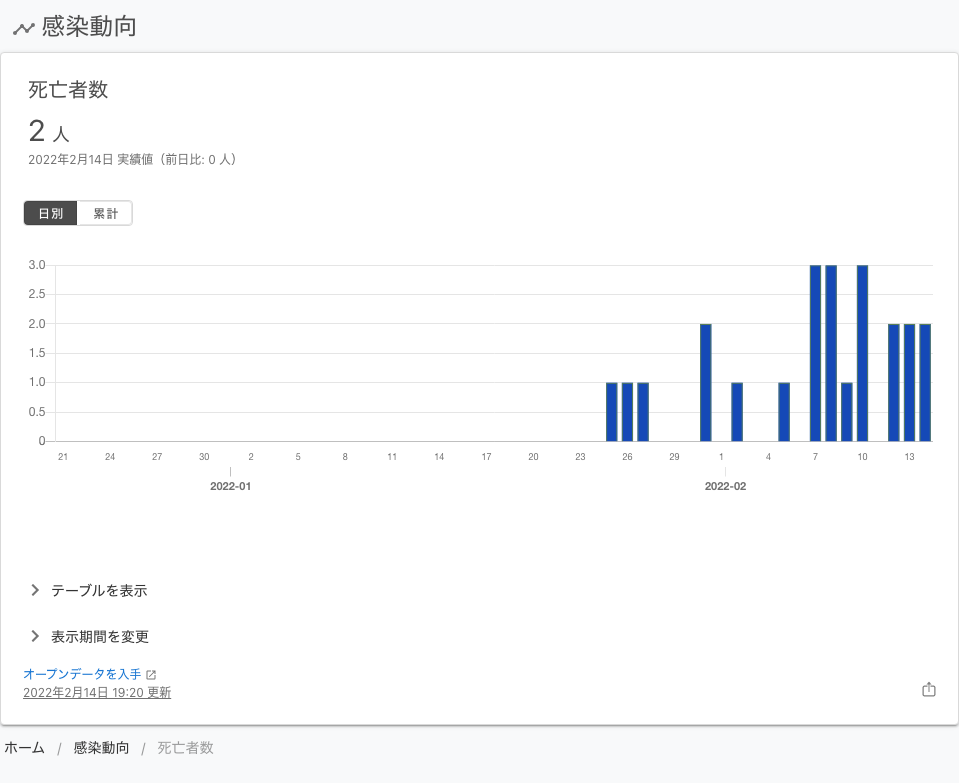 感染動向
死亡者数
2 人
2022年2月14日 実績値（前日比: 0 人）
日別 累計
3.0
2.5
2.0
1.5
1.0
0.5
0
21 24 27 30 2 5 8 11 14 17 20 23 26 29 1 4 7 10 13
2022-01 2022-02
テーブルを表示
表示期間を変更
オープンデータを入手
2022年2月14日 19:20 更新
ホーム / 感染動向 / 死亡者数